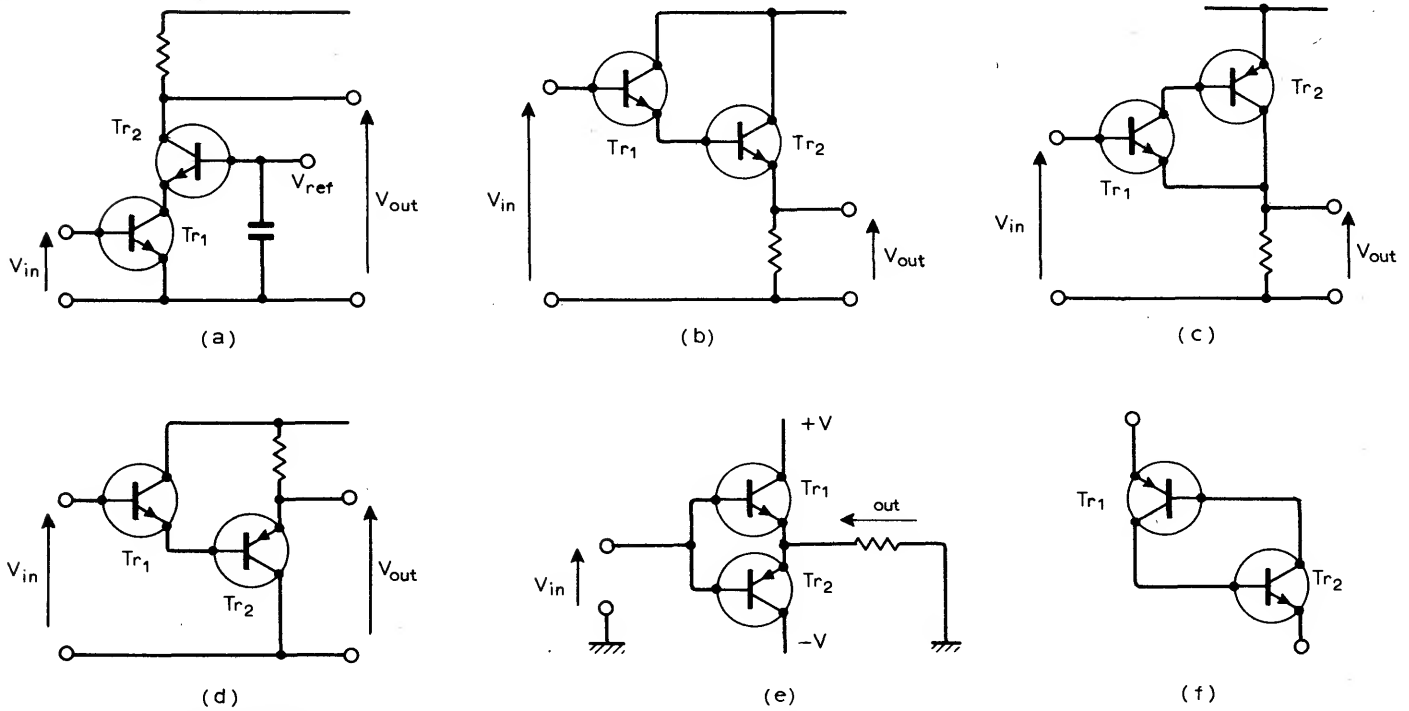 Tr2
Vref
Tr1
Vin
Vout
(a)
Tr1
Tr2
Vin
Vout
(b)
Tr2
Tr1
Vin
Vout
(c)
Tr1
Tr2
Vin
Vout
(d)
+V
Tr1
out
Vin
Tr2
-V
(e)
Tr1
Tr2
(f)